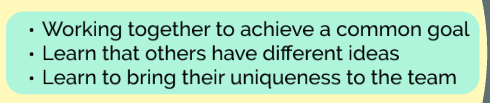 • Working together to achieve a common goal
• Learn that others have different ideas
• Learn to bring their uniqueness to the team